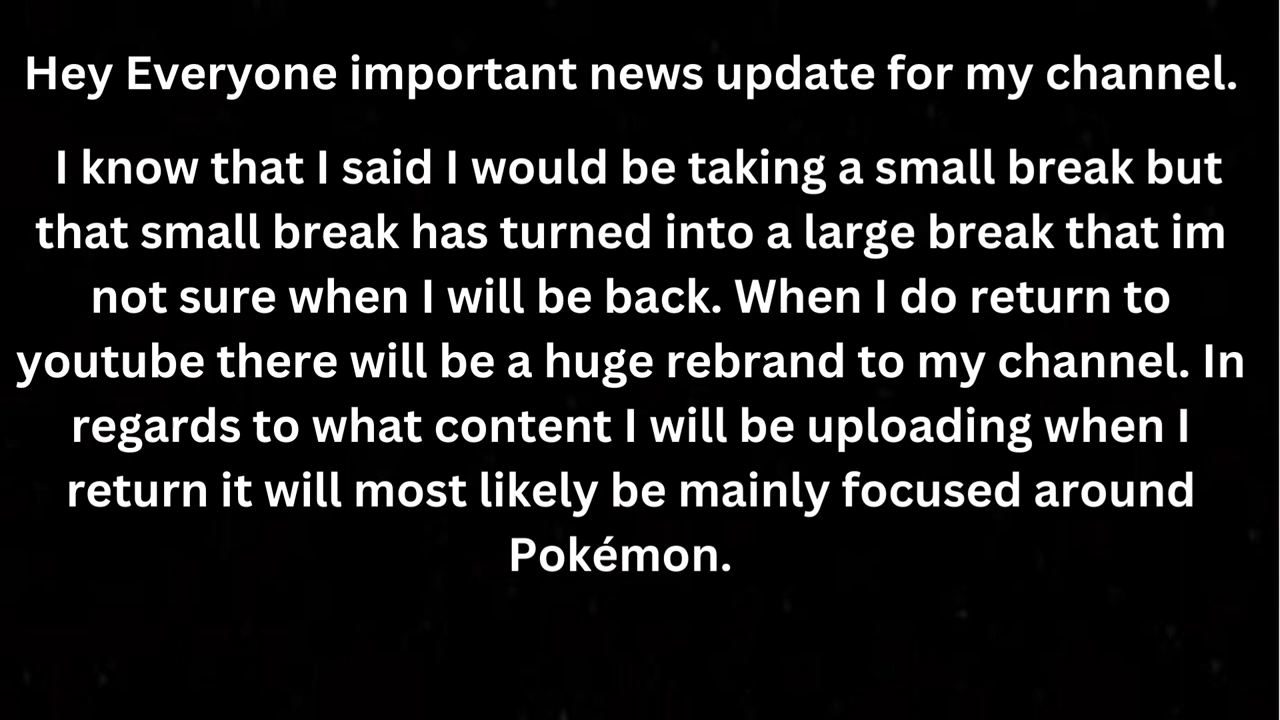 Hey Everyone important news update for my channel.
I know that I said I would be taking a small break but
that small break has turned into a large break that im
not sure when I will be back. When I do return to
youtube there will be a huge rebrand to my channel. In
regards to what content I will be uploading when I
return it will most likely be mainly focused around
Pokémon.